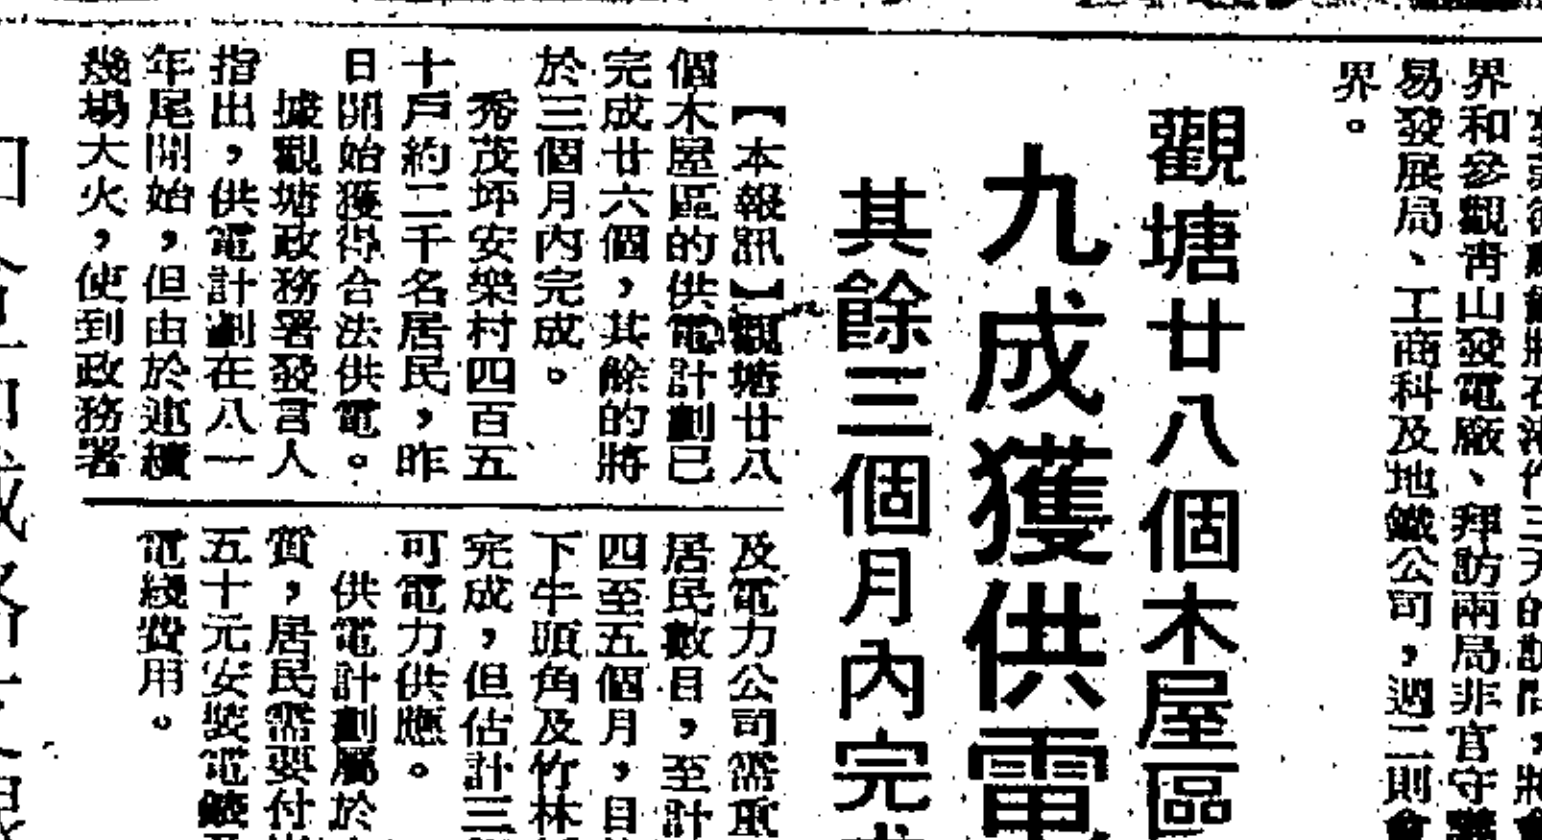 界和參觀青山發電廠、拜訪兩局非官守議
易發展局、工商科及地鐵公司，週二則會
界。
觀塘廿八個木屋區
九成獲供電
其餘三個月內完成
【本報訊】觀塘廿八
個木屋區的供電計劃已
完成廿六個，其餘的將
於三個月內完成。
秀茂坪安樂村四百五
十戶約二千名居民，昨
日開始獲得合法供電。
據觀塘政務署發言人
指出，供電計劃在八一
年尾開始，但由於連續
幾場大火，使到政務署
及電力公司需重
居民數目，至計
四至五個月，目
下牛頭角及竹林
完成，但估計三
可電力供應。
供電計劃屬於
質，居民需要付
五十元安裝電錶及
電綫費用。